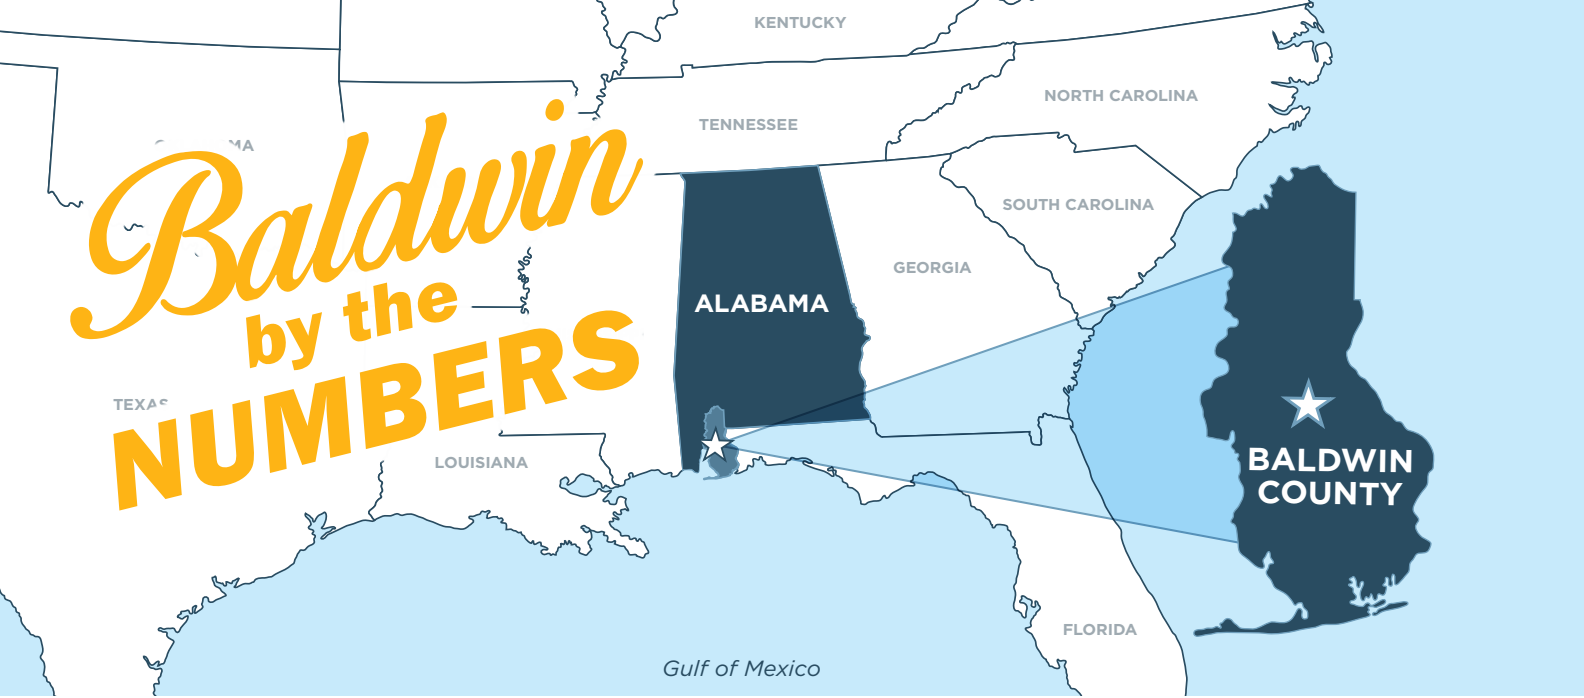 KENTUCKY
NORTH CAROLINA
TENNESSEE
Baldwin
by the
NUMBERS
SOUTH CAROLINA
GEORGIA
ALABAMA
TEXAS
LOUISIANA
BALDWIN
COUNTY
FLORIDA
Gulf of Mexico